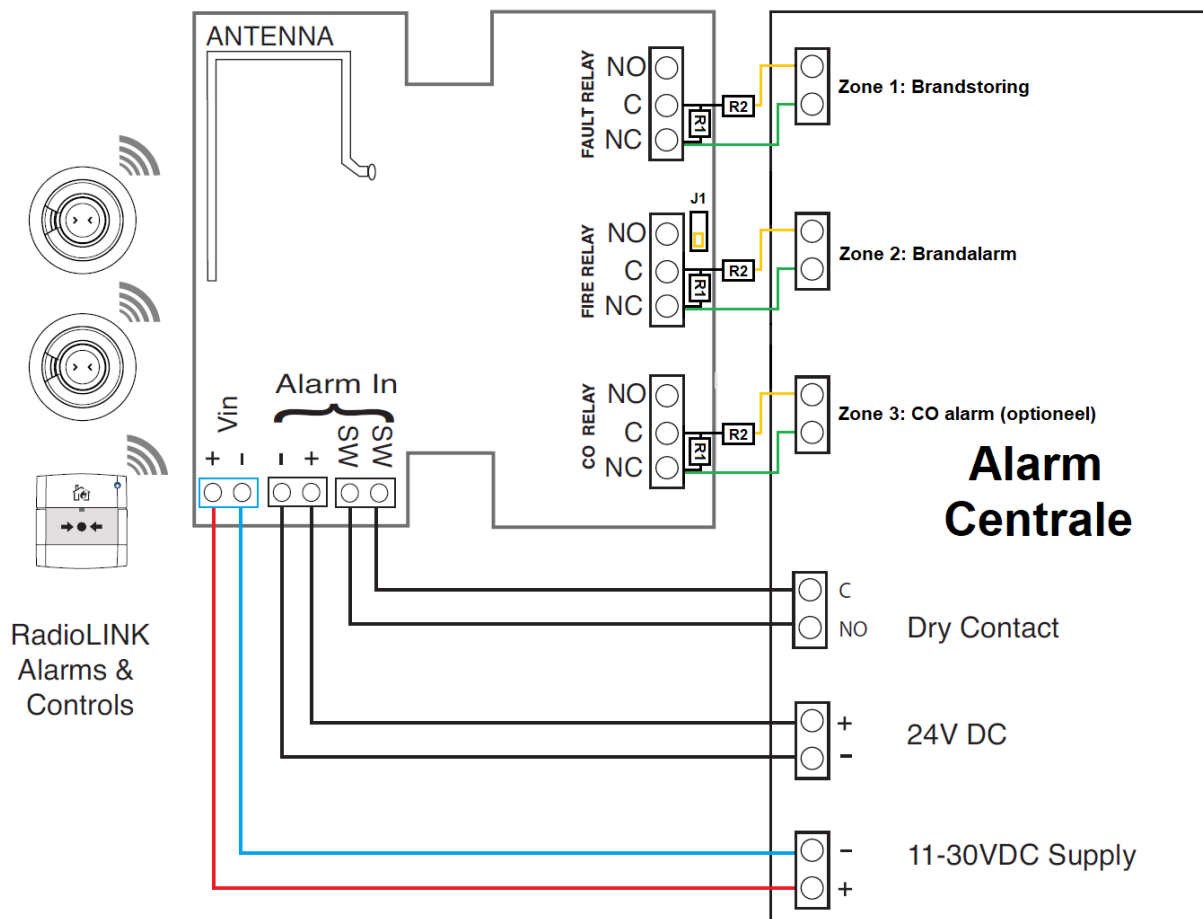 ANTENNA
FAULT RELAY
NO
C
NC
R1
R2
Zone 1: Brandstoring
J1
FIRE RELAY
NO
C
NC
R1
R2
Zone 2: Brandalarm
CO RELAY
NO
C
NC
R1
R2
Zone 3: CO alarm (optioneel)
Alarm
Centrale
Vin
Alarm In
+ - - + SW SW
RadioLINK
Alarms &
Controls
C
NO
Dry Contact
+
-
24V DC
-
+
11-30VDC Supply